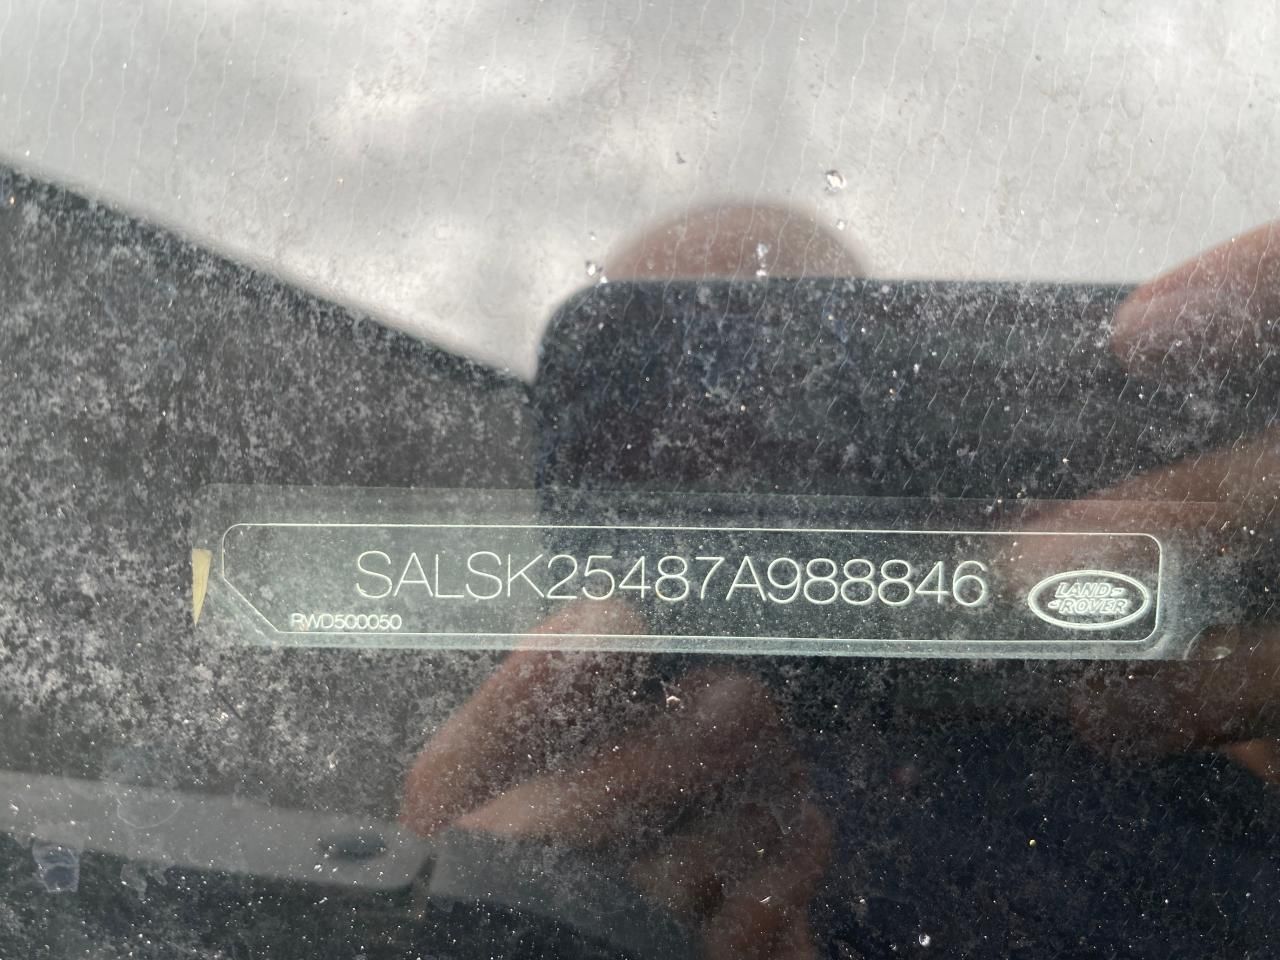 SALSK25487A988846
RWD500050
LAND-
-ROVER